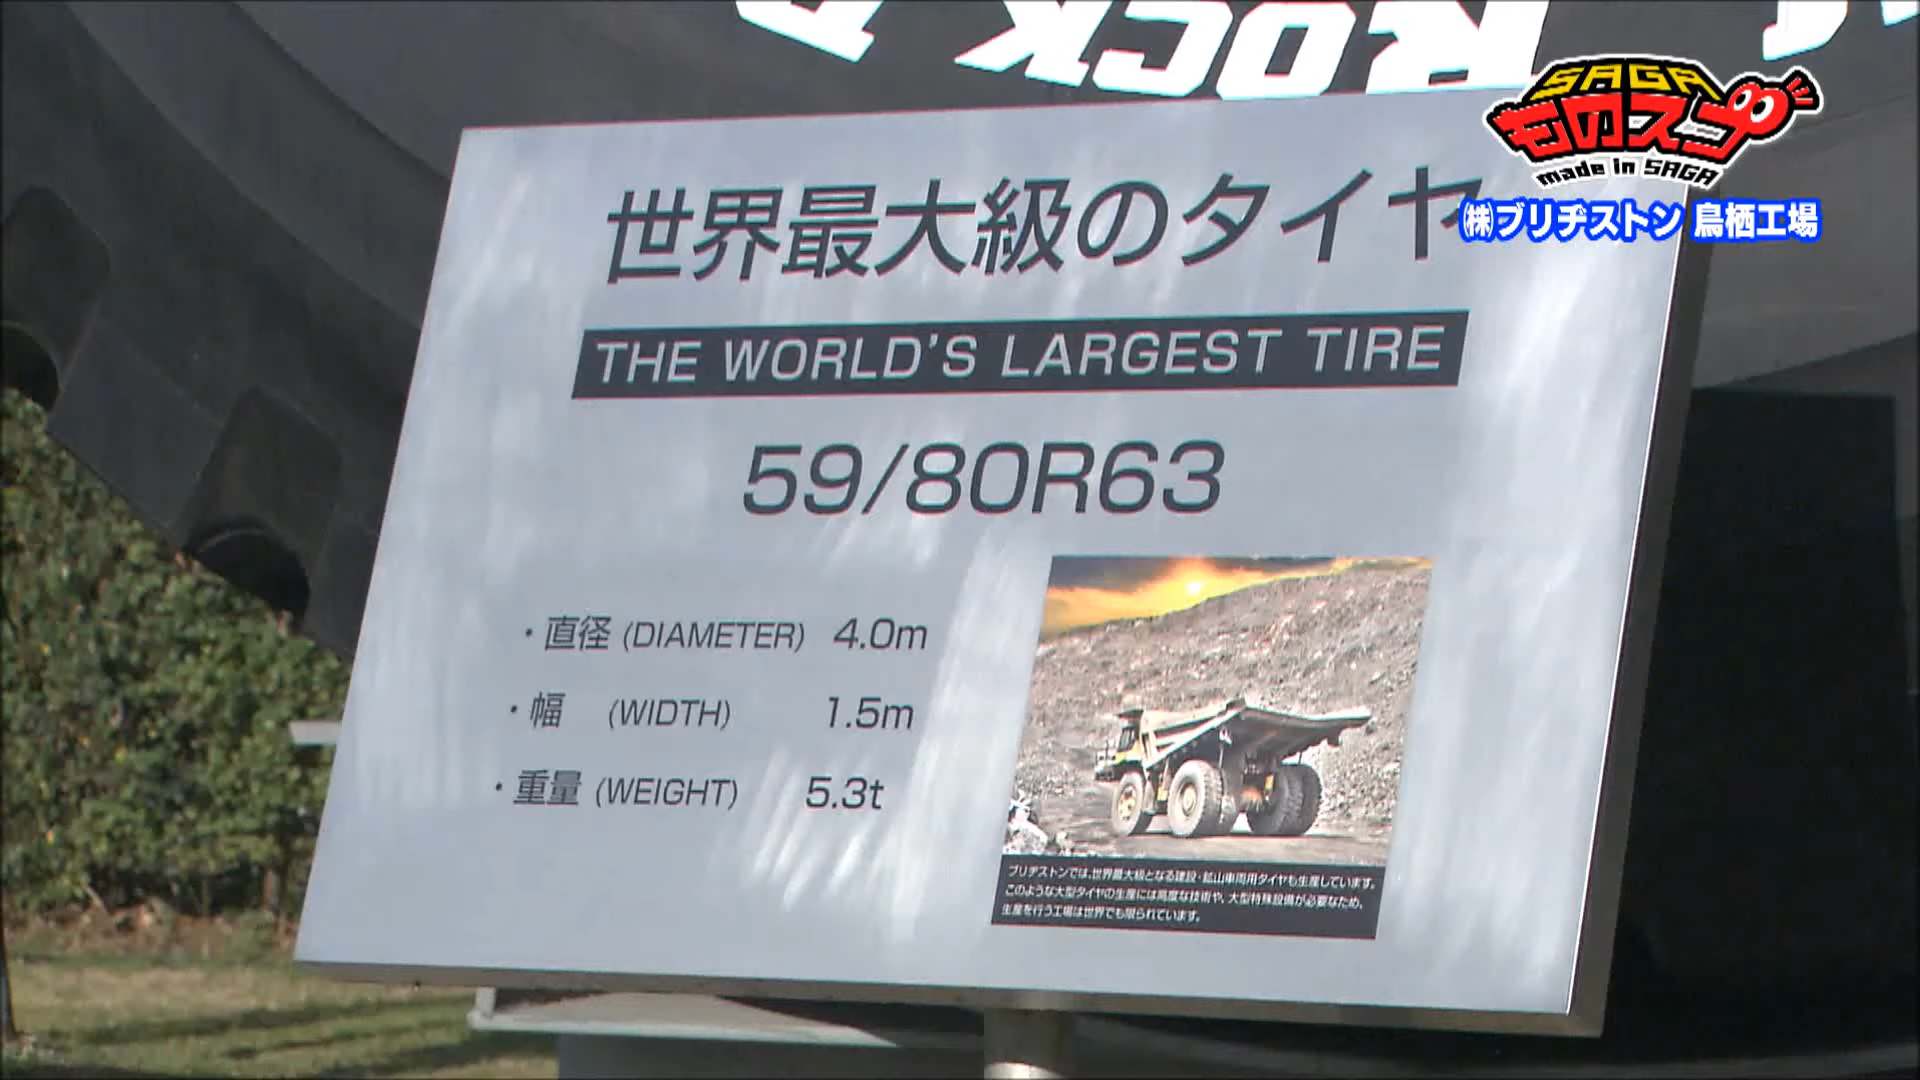 ROCK
SAGA
ものスゴ
made in SAGA
㈱ブリヂストン 鳥栖工場
世界最大級のタイヤ
THE WORLD'S LARGEST TIRE
59/80R63
・直径 (DIAMETER) 4.0m
・幅 (WIDTH) 1.5m
・重量 (WEIGHT) 5.3t
ブリヂストンでは、世界最大級となる建設・鉱山車両用タイヤも生産しています。
このような大型タイヤの生産には高度な技術や、大型特殊設備が必要なため、
生産を行う工場は世界でも限られています。